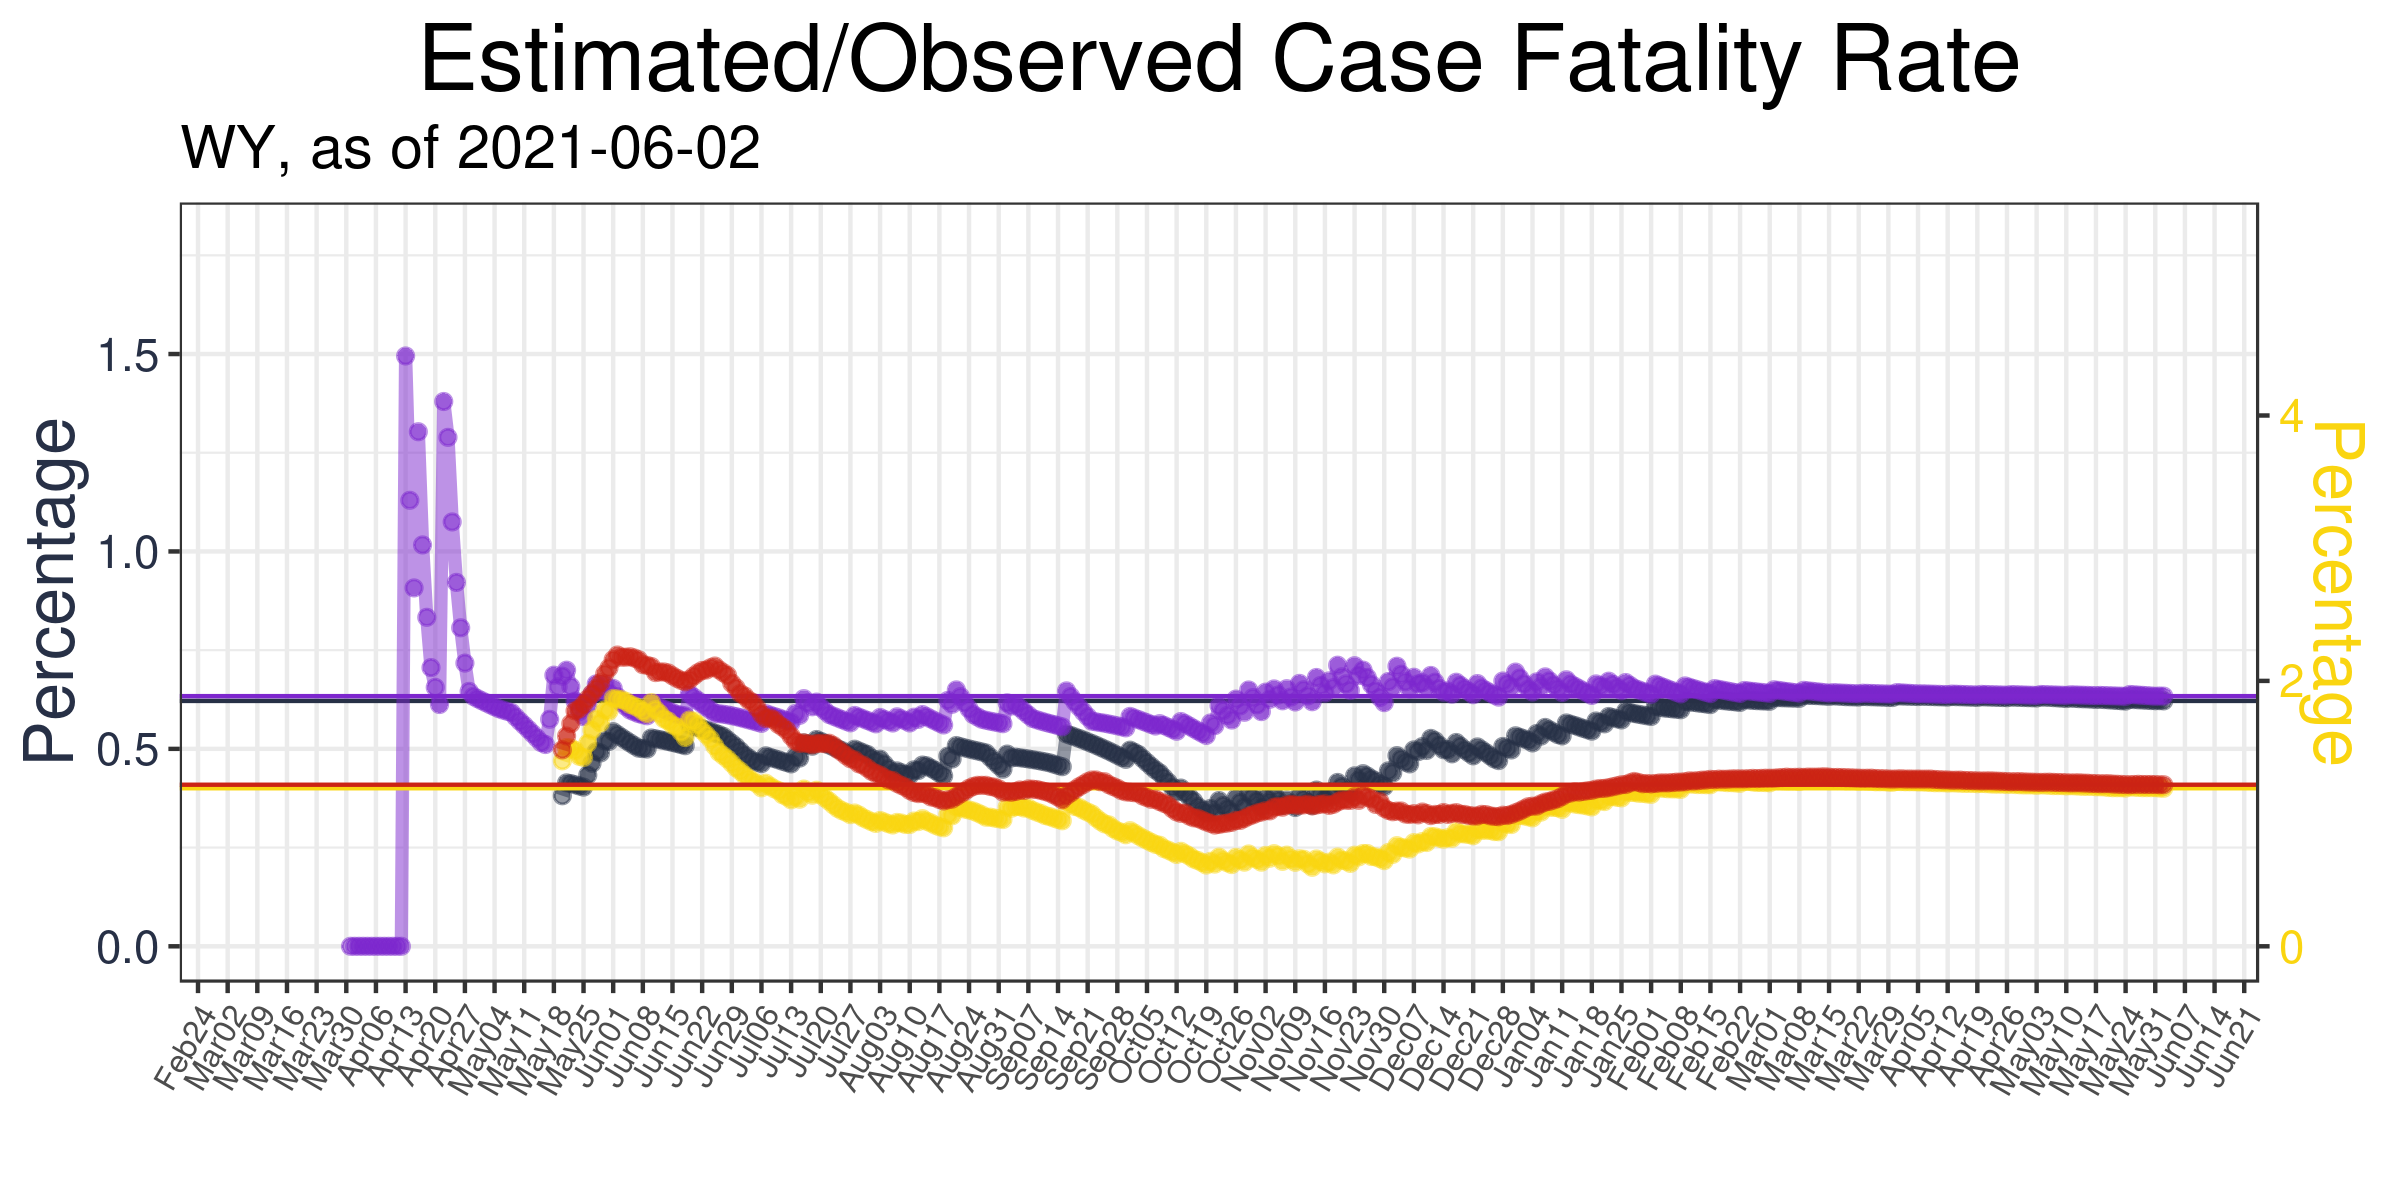 Estimated/Observed Case Fatality Rate
WY, as of 2021-06-02
Percentage
1.5
1.0
0.5
0.0
4
2
0
Percentage
Feb24
Mar02
Mar09
Mar16
Mar23
Mar30
Apr06
Apr13
Apr20
Apr27
May04
May11
May18
May25
Jun01
Jun08
Jun15
Jun22
Jun29
Jul06
Jul13
Jul20
Jul27
Aug03
Aug10
Aug17
Aug24
Aug31
Sep07
Sep14
Sep21
Sep28
Oct05
Oct12
Oct19
Oct26
Nov02
Nov09
Nov16
Nov23
Nov30
Dec07
Dec14
Dec21
Dec28
Jan04
Jan11
Jan18
Jan25
Feb01
Feb08
Feb15
Feb22
Mar01
Mar08
Mar15
Mar22
Mar29
Apr05
Apr12
Apr19
Apr26
May03
May10
May17
May24
May31
Jun07
Jun14
Jun21